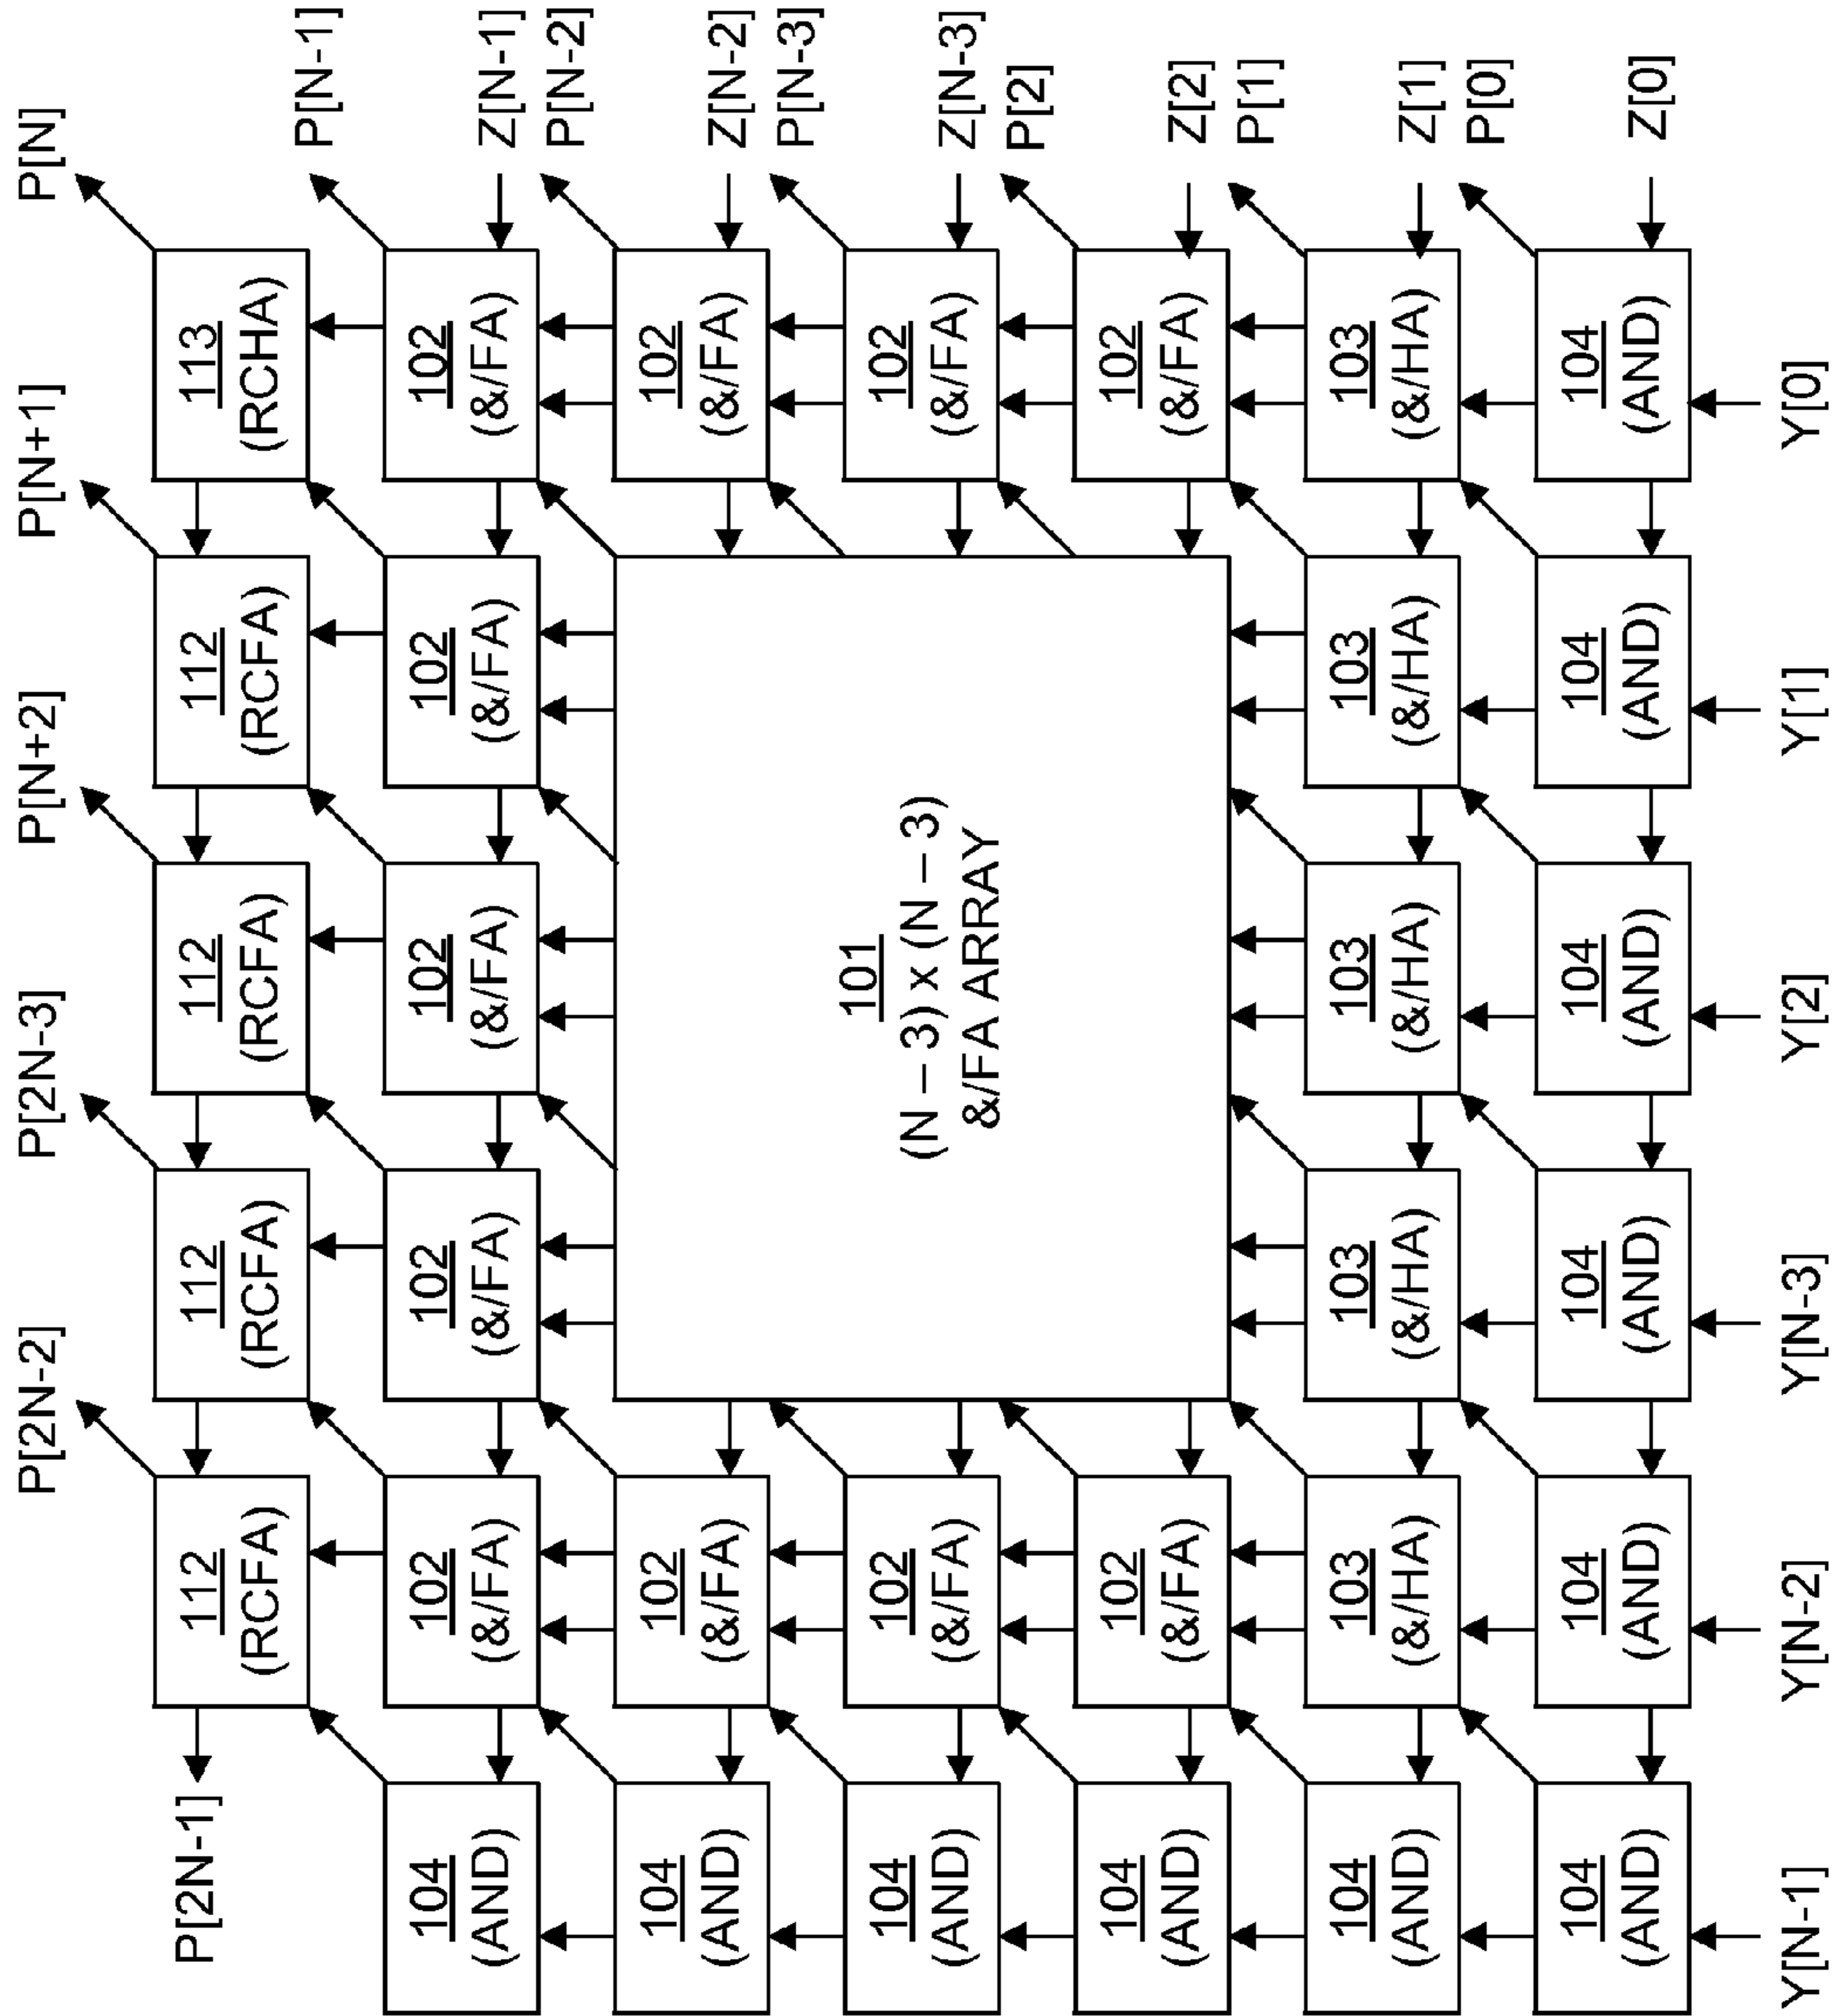 P[2N-2] P[2N-3] P[N+2] P[N+1] P[N]
P[2N-1] 112 112 112 112 113
(RCFA) (RCFA) (RCFA) (RCFA) (RCHA)
P[N-1]
104 102 102 102 102 102
(AND) (&/FA) (&/FA) (&/FA) (&/FA) (&/FA) Z[N-1]
P[N-2]
104 102 102
(AND) (&/FA) (&/FA) Z[N-2]
P[N-3]
104 102 101 102
(N – 3) x (N – 3)
(AND) (&/FA) (&/FA) Z[N-3]
&/FA ARRAY
P[2]
104 102 102
(AND) (&/FA) (&/FA) Z[2]
P[1]
104 103 103 103 103 103
(AND) (&/HA) (&/HA) (&/HA) (&/HA) (&/HA) Z[1]
P[0]
104 104 104 104 104 104
(AND) (AND) (AND) (AND) (AND) (AND) Z[0]
Y[N-1] Y[N-2] Y[N-3] Y[2] Y[1] Y[0]